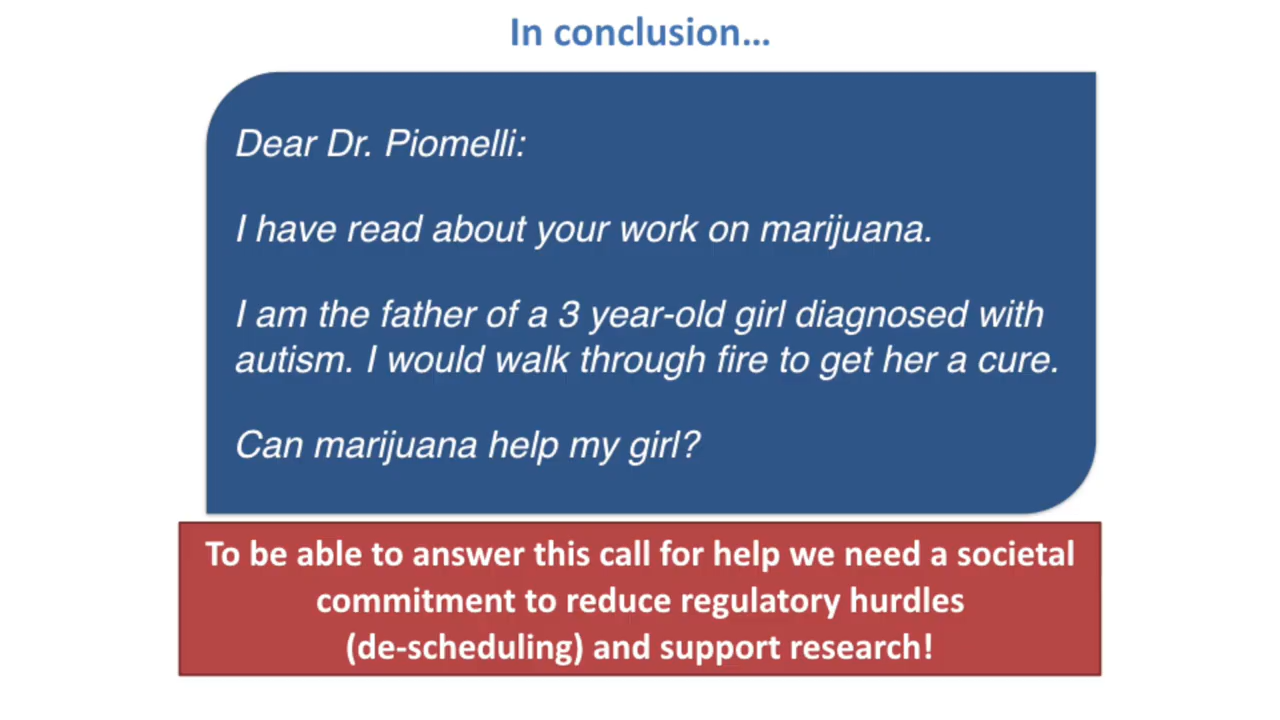 In conclusion…
Dear Dr. Piomelli:
I have read about your work on marijuana.
I am the father of a 3 year-old girl diagnosed with
autism. I would walk through fire to get her a cure.
Can marijuana help my girl?
To be able to answer this call for help we need a societal
commitment to reduce regulatory hurdles
(de-scheduling) and support research!